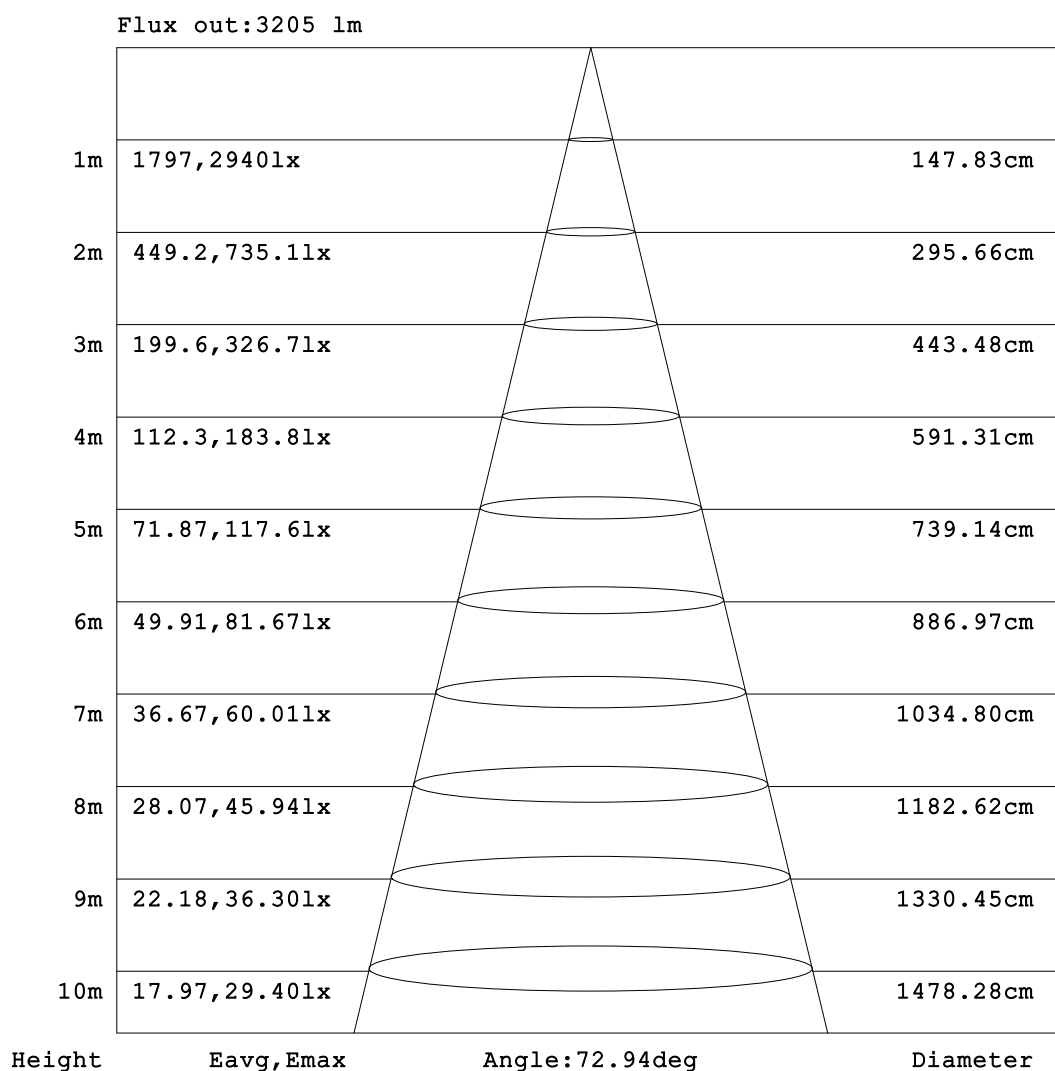 Flux out:3205 lm
1m 1797,2940lx 147.83cm
2m 449.2,735.1lx 295.66cm
3m 199.6,326.7lx 443.48cm
4m 112.3,183.8lx 591.31cm
5m 71.87,117.6lx 739.14cm
6m 49.91,81.67lx 886.97cm
7m 36.67,60.01lx 1034.80cm
8m 28.07,45.94lx 1182.62cm
9m 22.18,36.30lx 1330.45cm
10m 17.97,29.40lx 1478.28cm
Height Eavg,Emax Angle:72.94deg Diameter